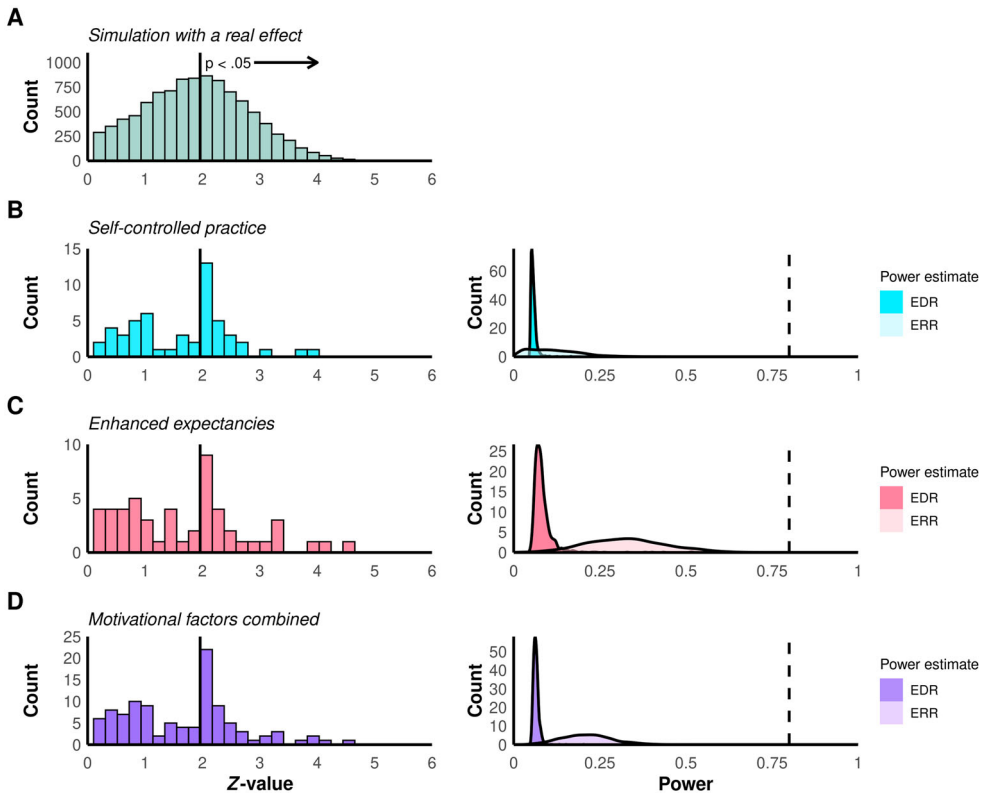 A
Simulation with a real effect
Count
1000
750
500
250
0
p < .05
0 1 2 3 4 5 6
B
Self-controlled practice
Count
15
10
5
0
0 1 2 3 4 5 6
Count
60
40
20
0
0 0.25 0.5 0.75 1
Power estimate
EDR
ERR
C
Enhanced expectancies
Count
10
5
0
0 1 2 3 4 5 6
Count
25
20
15
10
5
0
0 0.25 0.5 0.75 1
Power estimate
EDR
ERR
D
Motivational factors combined
Count
25
20
15
10
5
0
0 1 2 3 4 5 6
Z-value
Count
50
40
30
20
10
0
0 0.25 0.5 0.75 1
Power
Power estimate
EDR
ERR